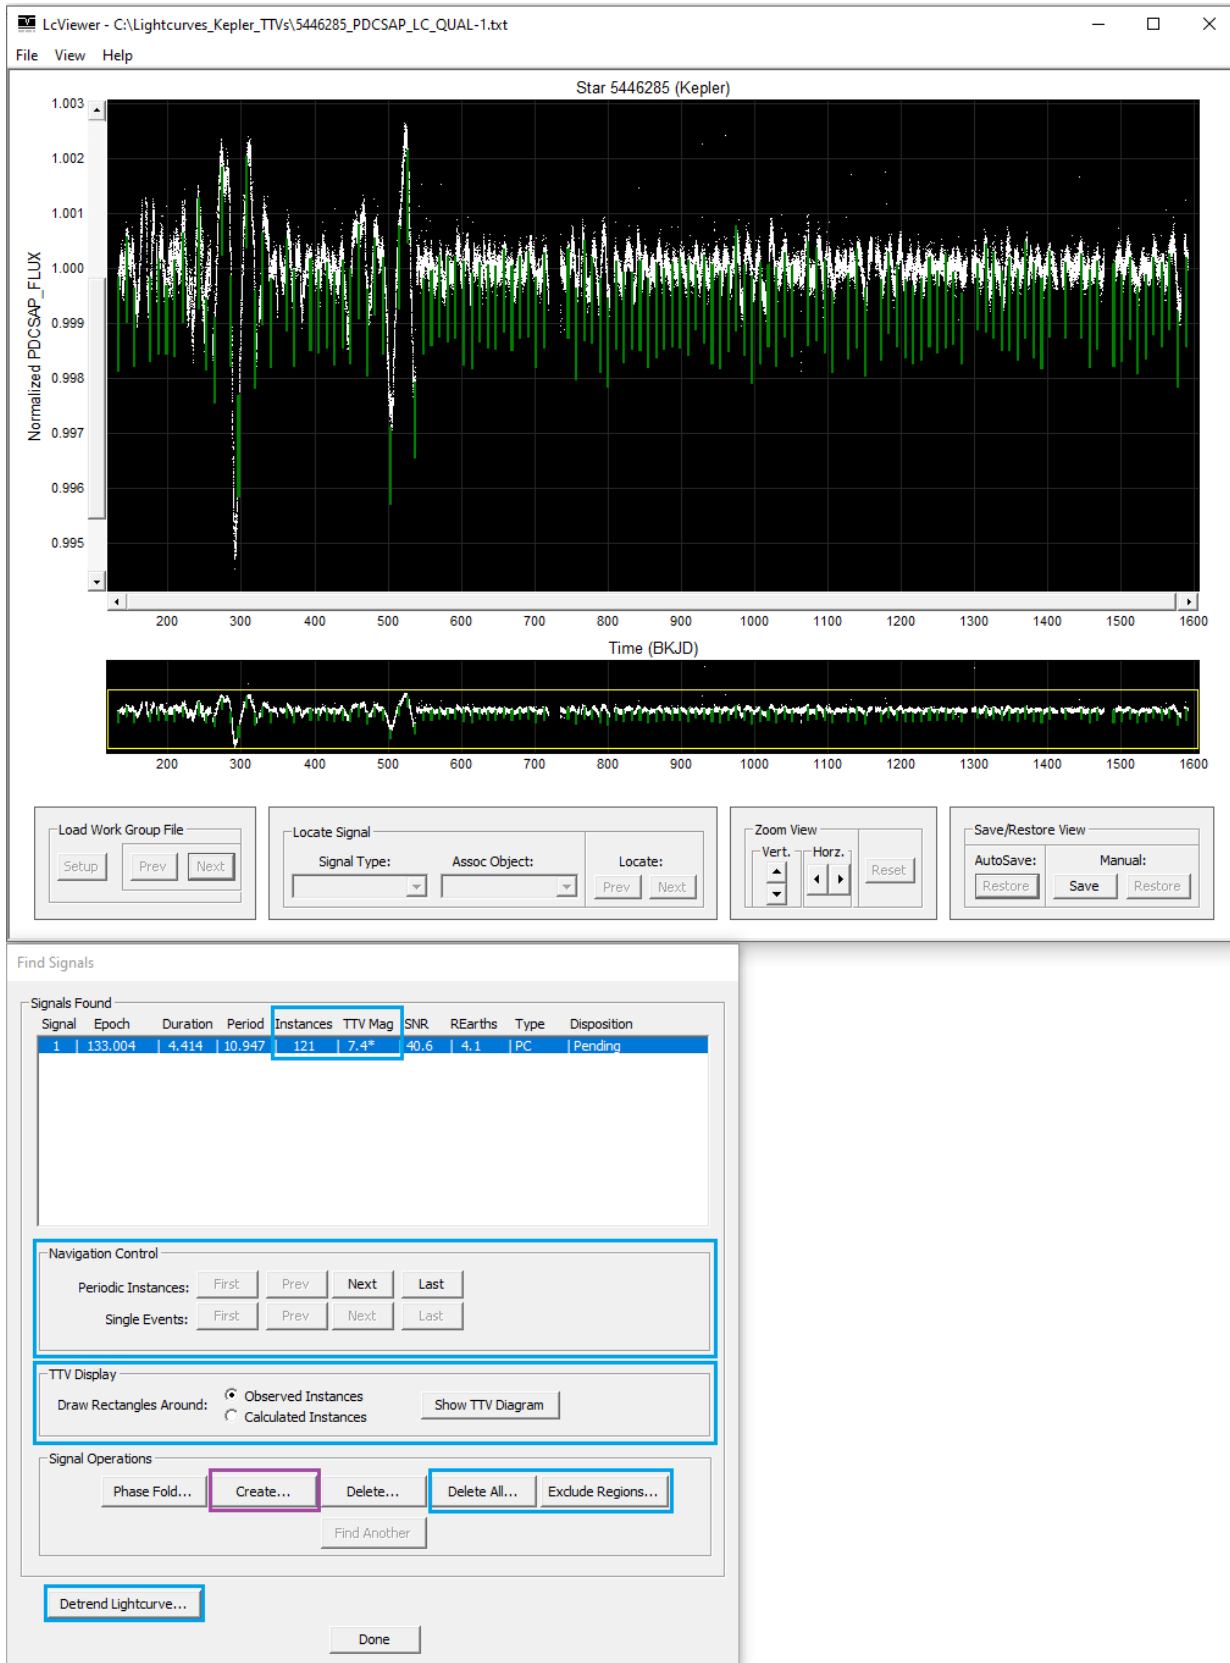 LcViewer - C:\Lightcurves_Kepler_TTVs\5446285_PDCSAP_LC_QUAL-1.txt
File View Help
Star 5446285 (Kepler)
1.003
1.002
1.001
1.000
0.999
0.998
0.997
0.996
0.995
Normalized PDCSAP_FLUX
200 300 400 500 600 700 800 900 1000 1100 1200 1300 1400 1500 1600
Time (BKJD)
200 300 400 500 600 700 800 900 1000 1100 1200 1300 1400 1500 1600
Load Work Group File
Setup Prev Next
Locate Signal
Signal Type: Assoc Object: Locate:
Prev Next
Zoom View
Vert. Horz.
Reset
Save/Restore View
AutoSave: Manual:
Restore Save Restore
Find Signals
Signals Found
Signal Epoch Duration Period Instances TTV Mag SNR REarths Type Disposition
1 | 133.004 | 4.414 | 10.947 | 121 | 7.4* | 40.6 | 4.1 | PC | Pending
Navigation Control
Periodic Instances: First Prev Next Last
Single Events: First Prev Next Last
TTV Display
Draw Rectangles Around: Observed Instances
Calculated Instances
Show TTV Diagram
Signal Operations
Phase Fold... Create... Delete... Delete All... Exclude Regions...
Find Another
Detrend Lightcurve...
Done